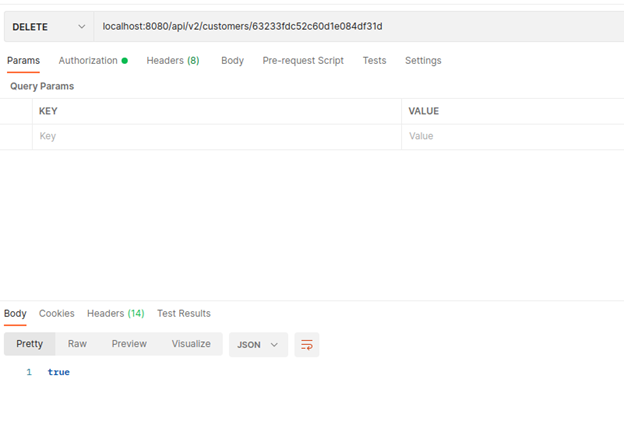 DELETE localhost:8080/api/v2/customers/63233fdc52c60d1e084df31d
Params Authorization Headers (8) Body Pre-request Script Tests Settings
Query Params
KEY VALUE
Key Value
Body Cookies Headers (14) Test Results
Pretty Raw Preview Visualize JSON
1 true